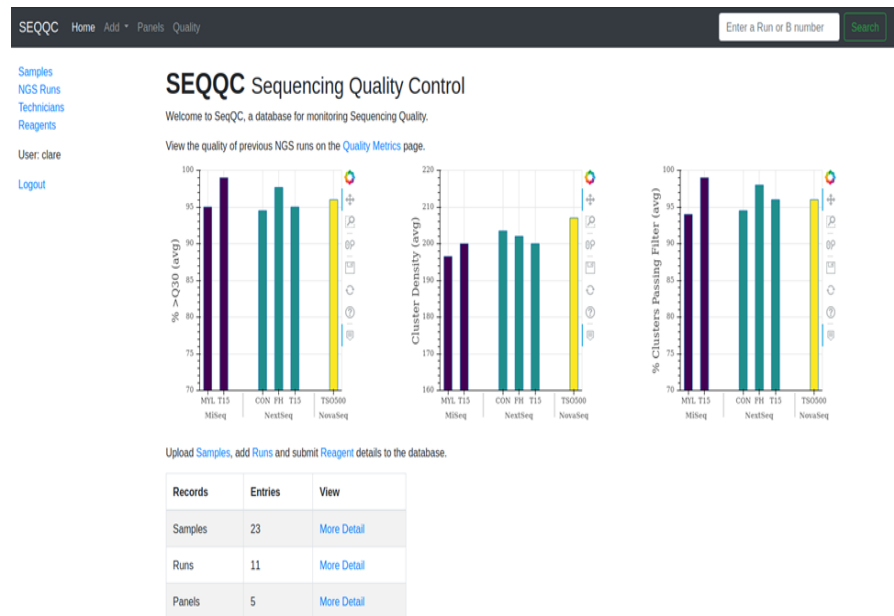 SEQQC Home Add Panels Quality Enter a Run or B number Search
Samples
NGS Runs
Technicians
Reagents
User: clare
Logout
SEQQC Sequencing Quality Control
Welcome to SeqQC, a database for monitoring Sequencing Quality.
View the quality of previous NGS runs on the Quality Metrics page.
% >Q30 (avg)
100
95
90
85
80
75
70
MYL T15 CON FH T15 TSO500
MiSeq NextSeq NovaSeq
Cluster Density (avg)
220
210
200
190
180
170
160
MYL T15 CON FH T15 TSO500
MiSeq NextSeq NovaSeq
% Clusters Passing Filter (avg)
100
95
90
85
80
75
70
MYL T15 CON FH T15 TSO500
MiSeq NextSeq NovaSeq
Upload Samples, add Runs and submit Reagent details to the database.
Records Entries View
Samples 23 More Detail
Runs 11 More Detail
Panels 5 More Detail